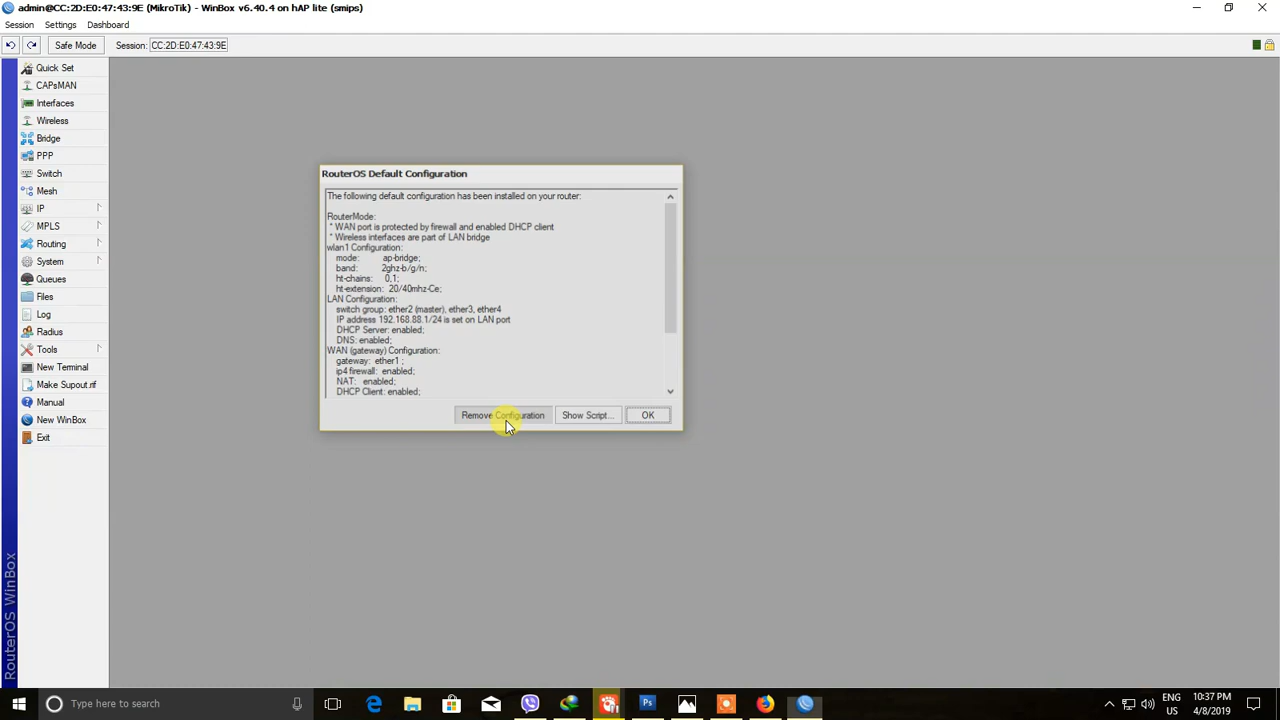 admin@CC:2D:E0:47:43:9E (MikroTik) - WinBox v6.40.4 on hAP lite (smips)
Session Settings Dashboard
Safe Mode Session: CC:2D:E0:47:43:9E
Quick Set
CAPsMAN
Interfaces
Wireless
Bridge
PPP
Switch
Mesh
IP
MPLS
Routing
System
Queues
Files
Log
Radius
Tools
New Terminal
Make Supout.rif
Manual
New WinBox
Exit
RouterOS WinBox
RouterOS Default Configuration
The following default configuration has been installed on your router:
RouterMode:
* WAN port is protected by firewall and enabled DHCP client
* Wireless interfaces are part of LAN bridge
wlan1 Configuration:
mode: ap-bridge;
band: 2ghz-b/g/n;
ht-chains: 0,1;
ht-extension: 20/40mhz-Ce;
LAN Configuration:
switch group: ether2 (master), ether3, ether4
IP address 192.168.88.1/24 is set on LAN port
DHCP Server: enabled;
DNS: enabled;
WAN (gateway) Configuration:
gateway: ether1 ;
ip4 firewall: enabled;
NAT: enabled;
DHCP Client: enabled;
Remove Configuration Show Script... OK
Type here to search
ENG
US
10:37 PM
4/8/2019